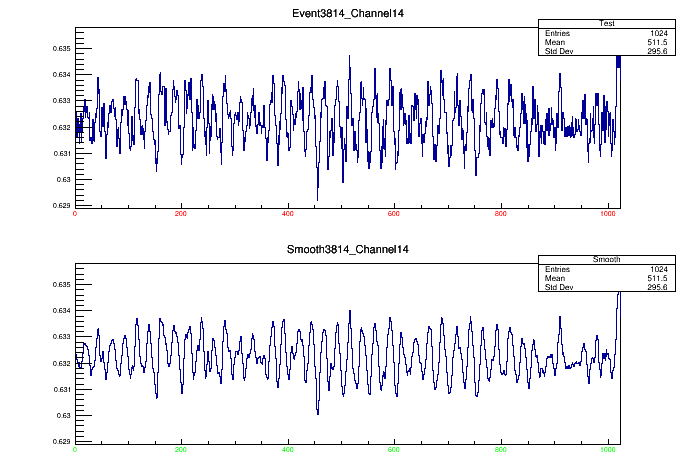 Event3814_Channel14
Test
Entries 1024
Mean 511.5
Std Dev 295.6
0.635
0.634
0.633
0.632
0.631
0.63
0.629
0 200 400 600 800 1000
Smooth3814_Channel14
Smooth
Entries 1024
Mean 511.5
Std Dev 295.6
0.635
0.634
0.633
0.632
0.631
0.63
0.629
0 200 400 600 800 1000